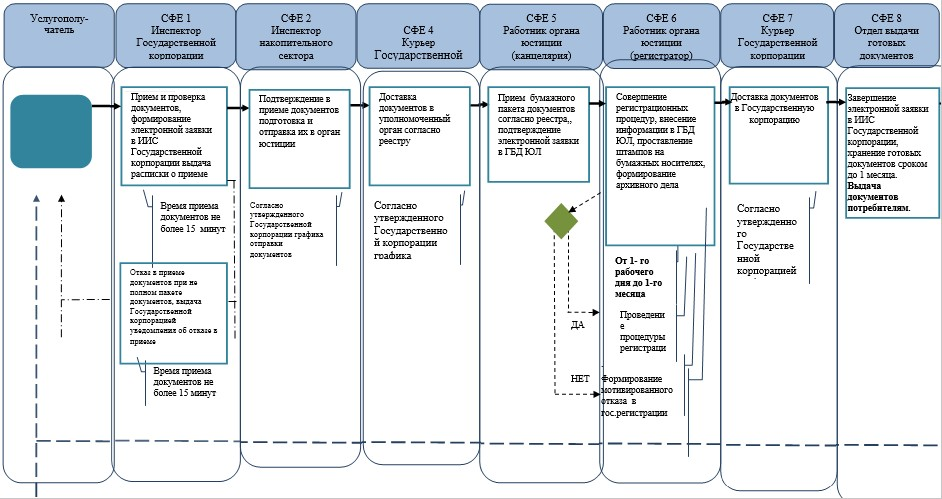 Услугополу-
чатель
СФЕ 1
Инспектор
Государственной
корпорации
СФЕ 2
Инспектор
накопительного
сектора
СФЕ 4
Курьер
Государственной
СФЕ 5
Работник органа
юстиции
(канцелярия)
СФЕ 6
Работник органа
юстиции
(регистратор)
СФЕ 7
Курьер
Государственной
корпорации
СФЕ 8
Отдел выдачи
готовых
документов
Прием и проверка
документов,
формирование
электронной заявки
в ИИС
Государственной
корпорации выдача
расписки о приеме
Время приема
документов не
более 15 минут
Отказ в приеме
документов при не
полном пакете
документов, выдача
Государственной
корпорацией
уведомления об отказе в
приеме
Время приема
документов не
более 15 минут
Подтверждение в
приеме документов
подготовка и
отправка их в орган
юстиции
Согласно
утвержденного
Государственной
корпорации графика
отправки
документов
Доставка
документов в
уполномоченый
орган согласно
реестру
Согласно
утвержденного
Государственно
й корпорации
графика
Прием бумажного
пакета документов
согласно реестра,,
подтверждение
электронной заявки
в ГБД ЮЛ
ДА
НЕТ
Совершение
регистрационных
процедур, внесение
информации в ГБД
ЮЛ, проставление
штампов на
бумажных носителях,
формирование
архивного дела
От 1- го
рабочего
дня до 1-го
месяца
Проведени
е
процедуры
регистраци
Формирование
мотивированного
отказа в
гос.регистрации
Доставка документов
в Государственную
корпорацию
Согласно
утвержденно
го
Государстве
нной
корпорацией
Завершение
электронной заявки
в ИИС
Государственной
корпорации,
хранение готовых
документов сроком
до 1 месяца.
Выдача
документов
потребителям.